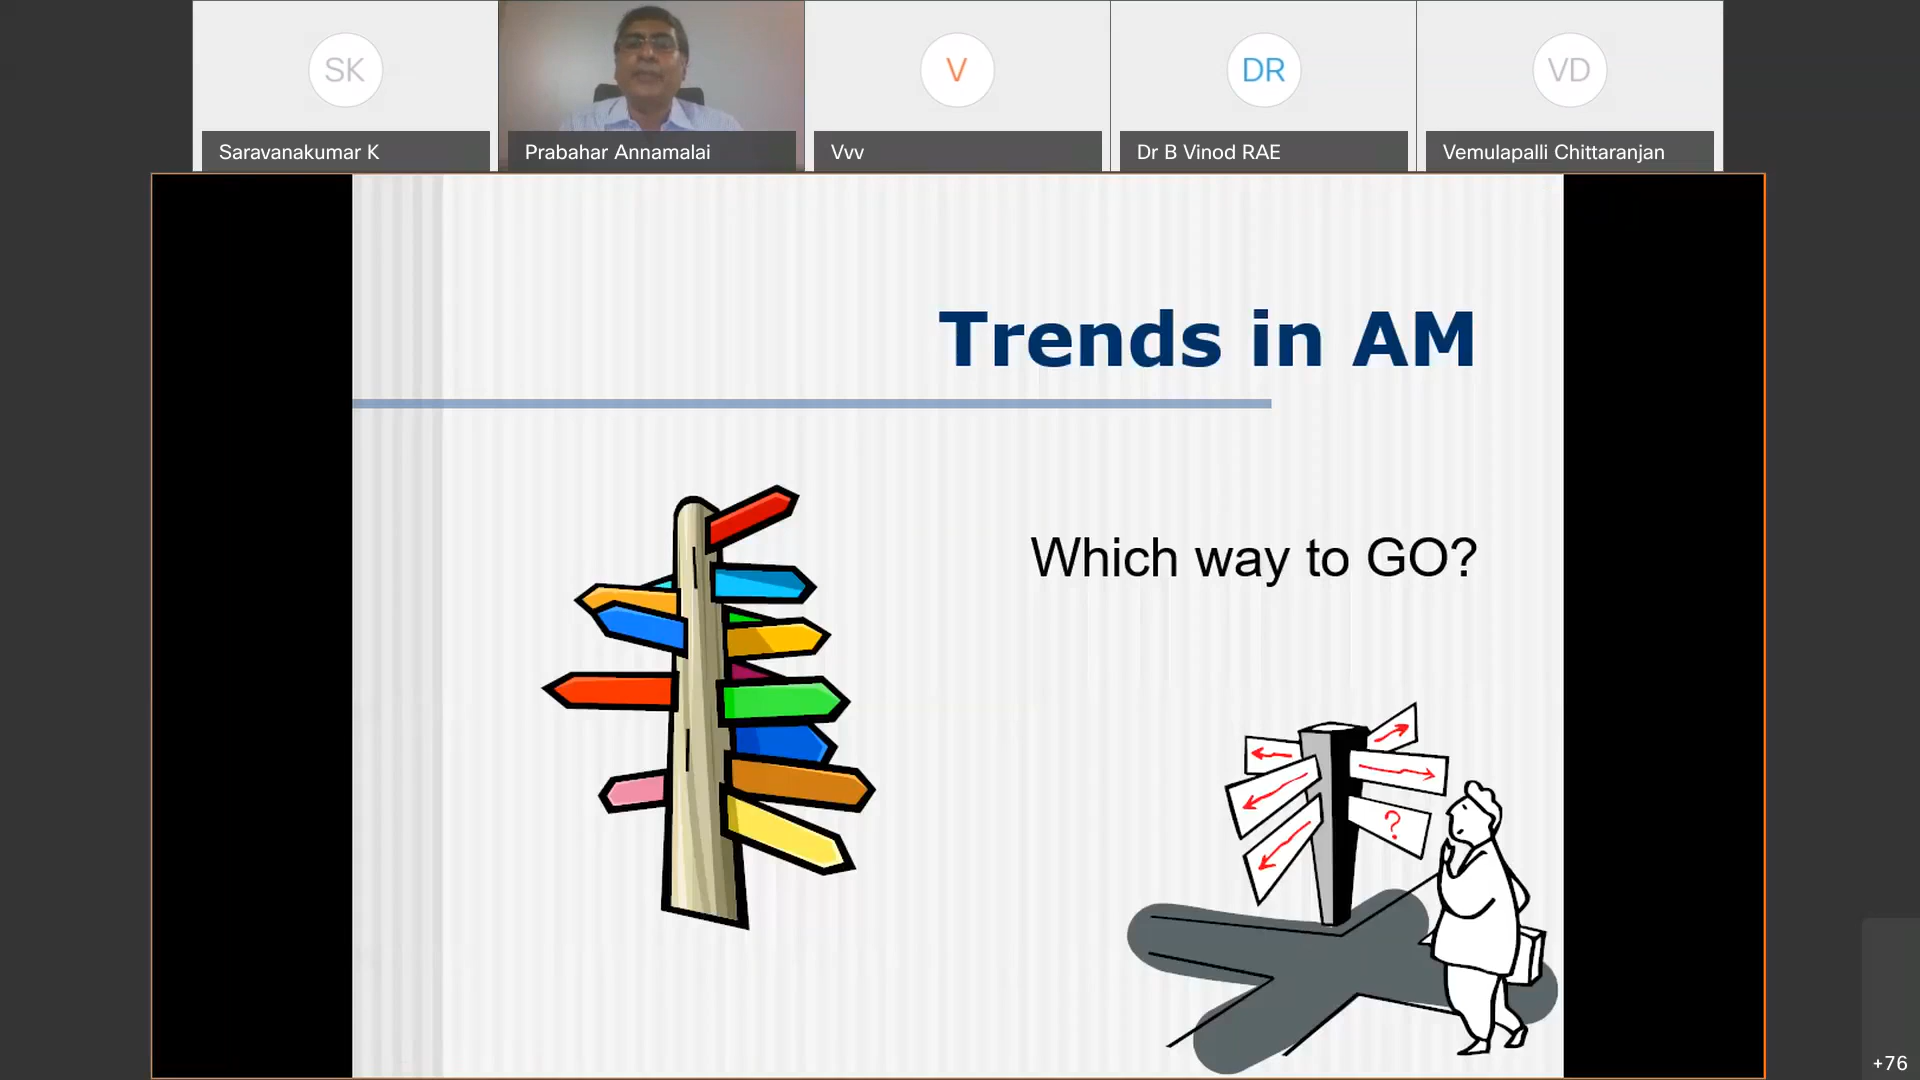 SK
V
DR
VD
Saravanakumar K
Prabahar Annamalai
Vvv
Dr B Vinod RAE
Vemulapalli Chittaranjan
Trends in AM
Which way to GO?
?
+76